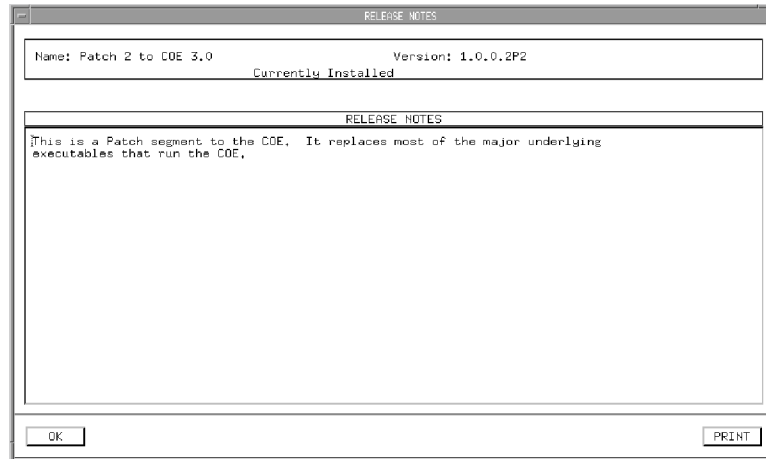 RELEASE NOTES
Name: Patch 2 to COE 3.0 Version: 1.0.0.2P2
Currently Installed
RELEASE NOTES
This is a Patch segment to the COE. It replaces most of the major underlying
executables that run the COE.
OK PRINT